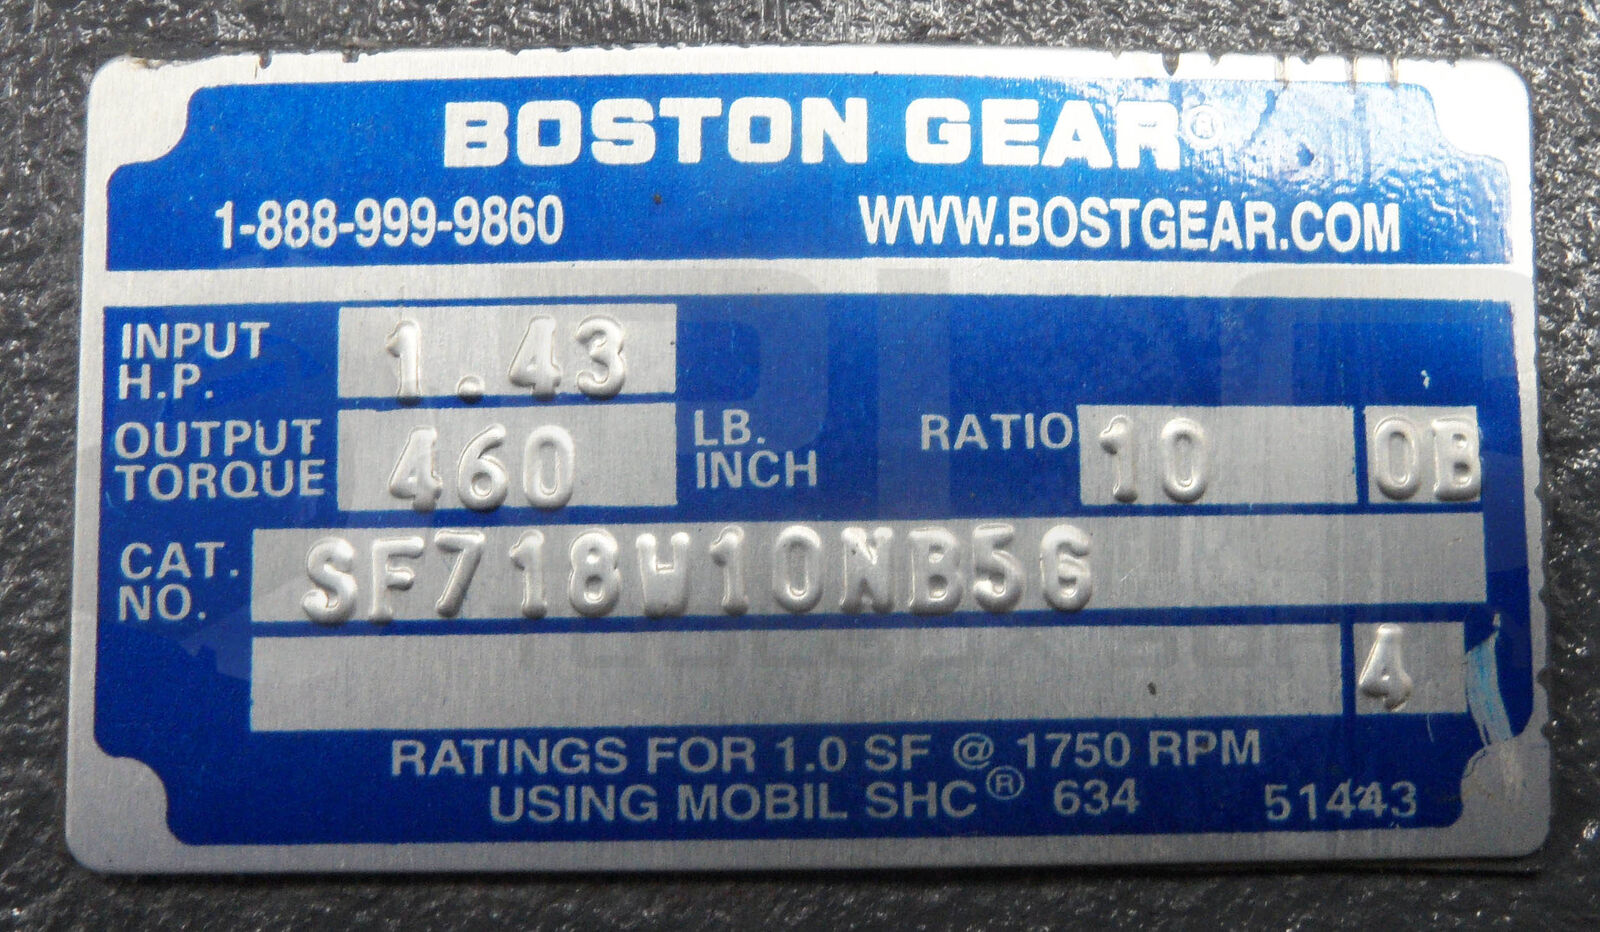 BOSTON GEAR®
1-888-999-9860 WWW.BOSTGEAR.COM
INPUT H.P. 1.43
OUTPUT TORQUE 460 LB. INCH RATIO 10 0B
CAT. NO. SF718W10NB5G
4
RATINGS FOR 1.0 SF @ 1750 RPM
USING MOBIL SHC® 634 51443